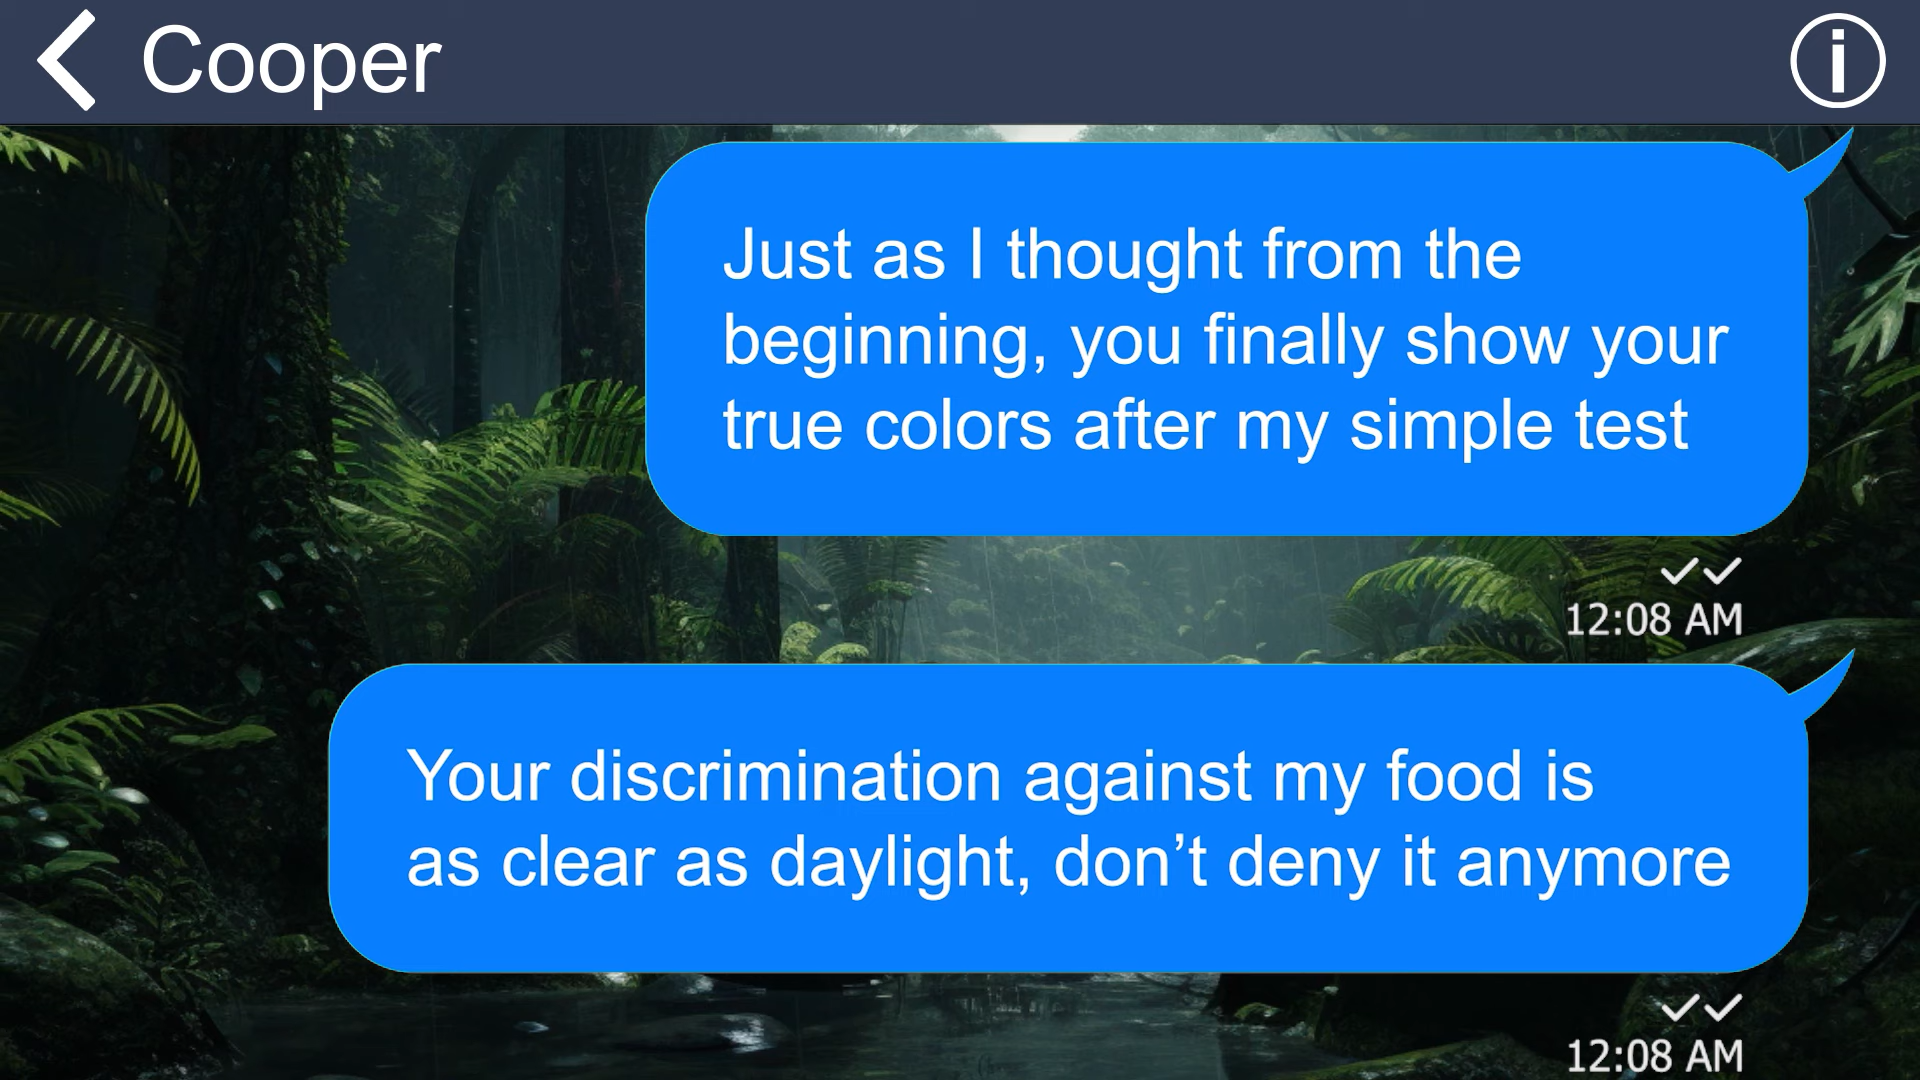 Cooper
Just as I thought from the
beginning, you finally show your
true colors after my simple test
12:08 AM
Your discrimination against my food is
as clear as daylight, don’t deny it anymore
12:08 AM